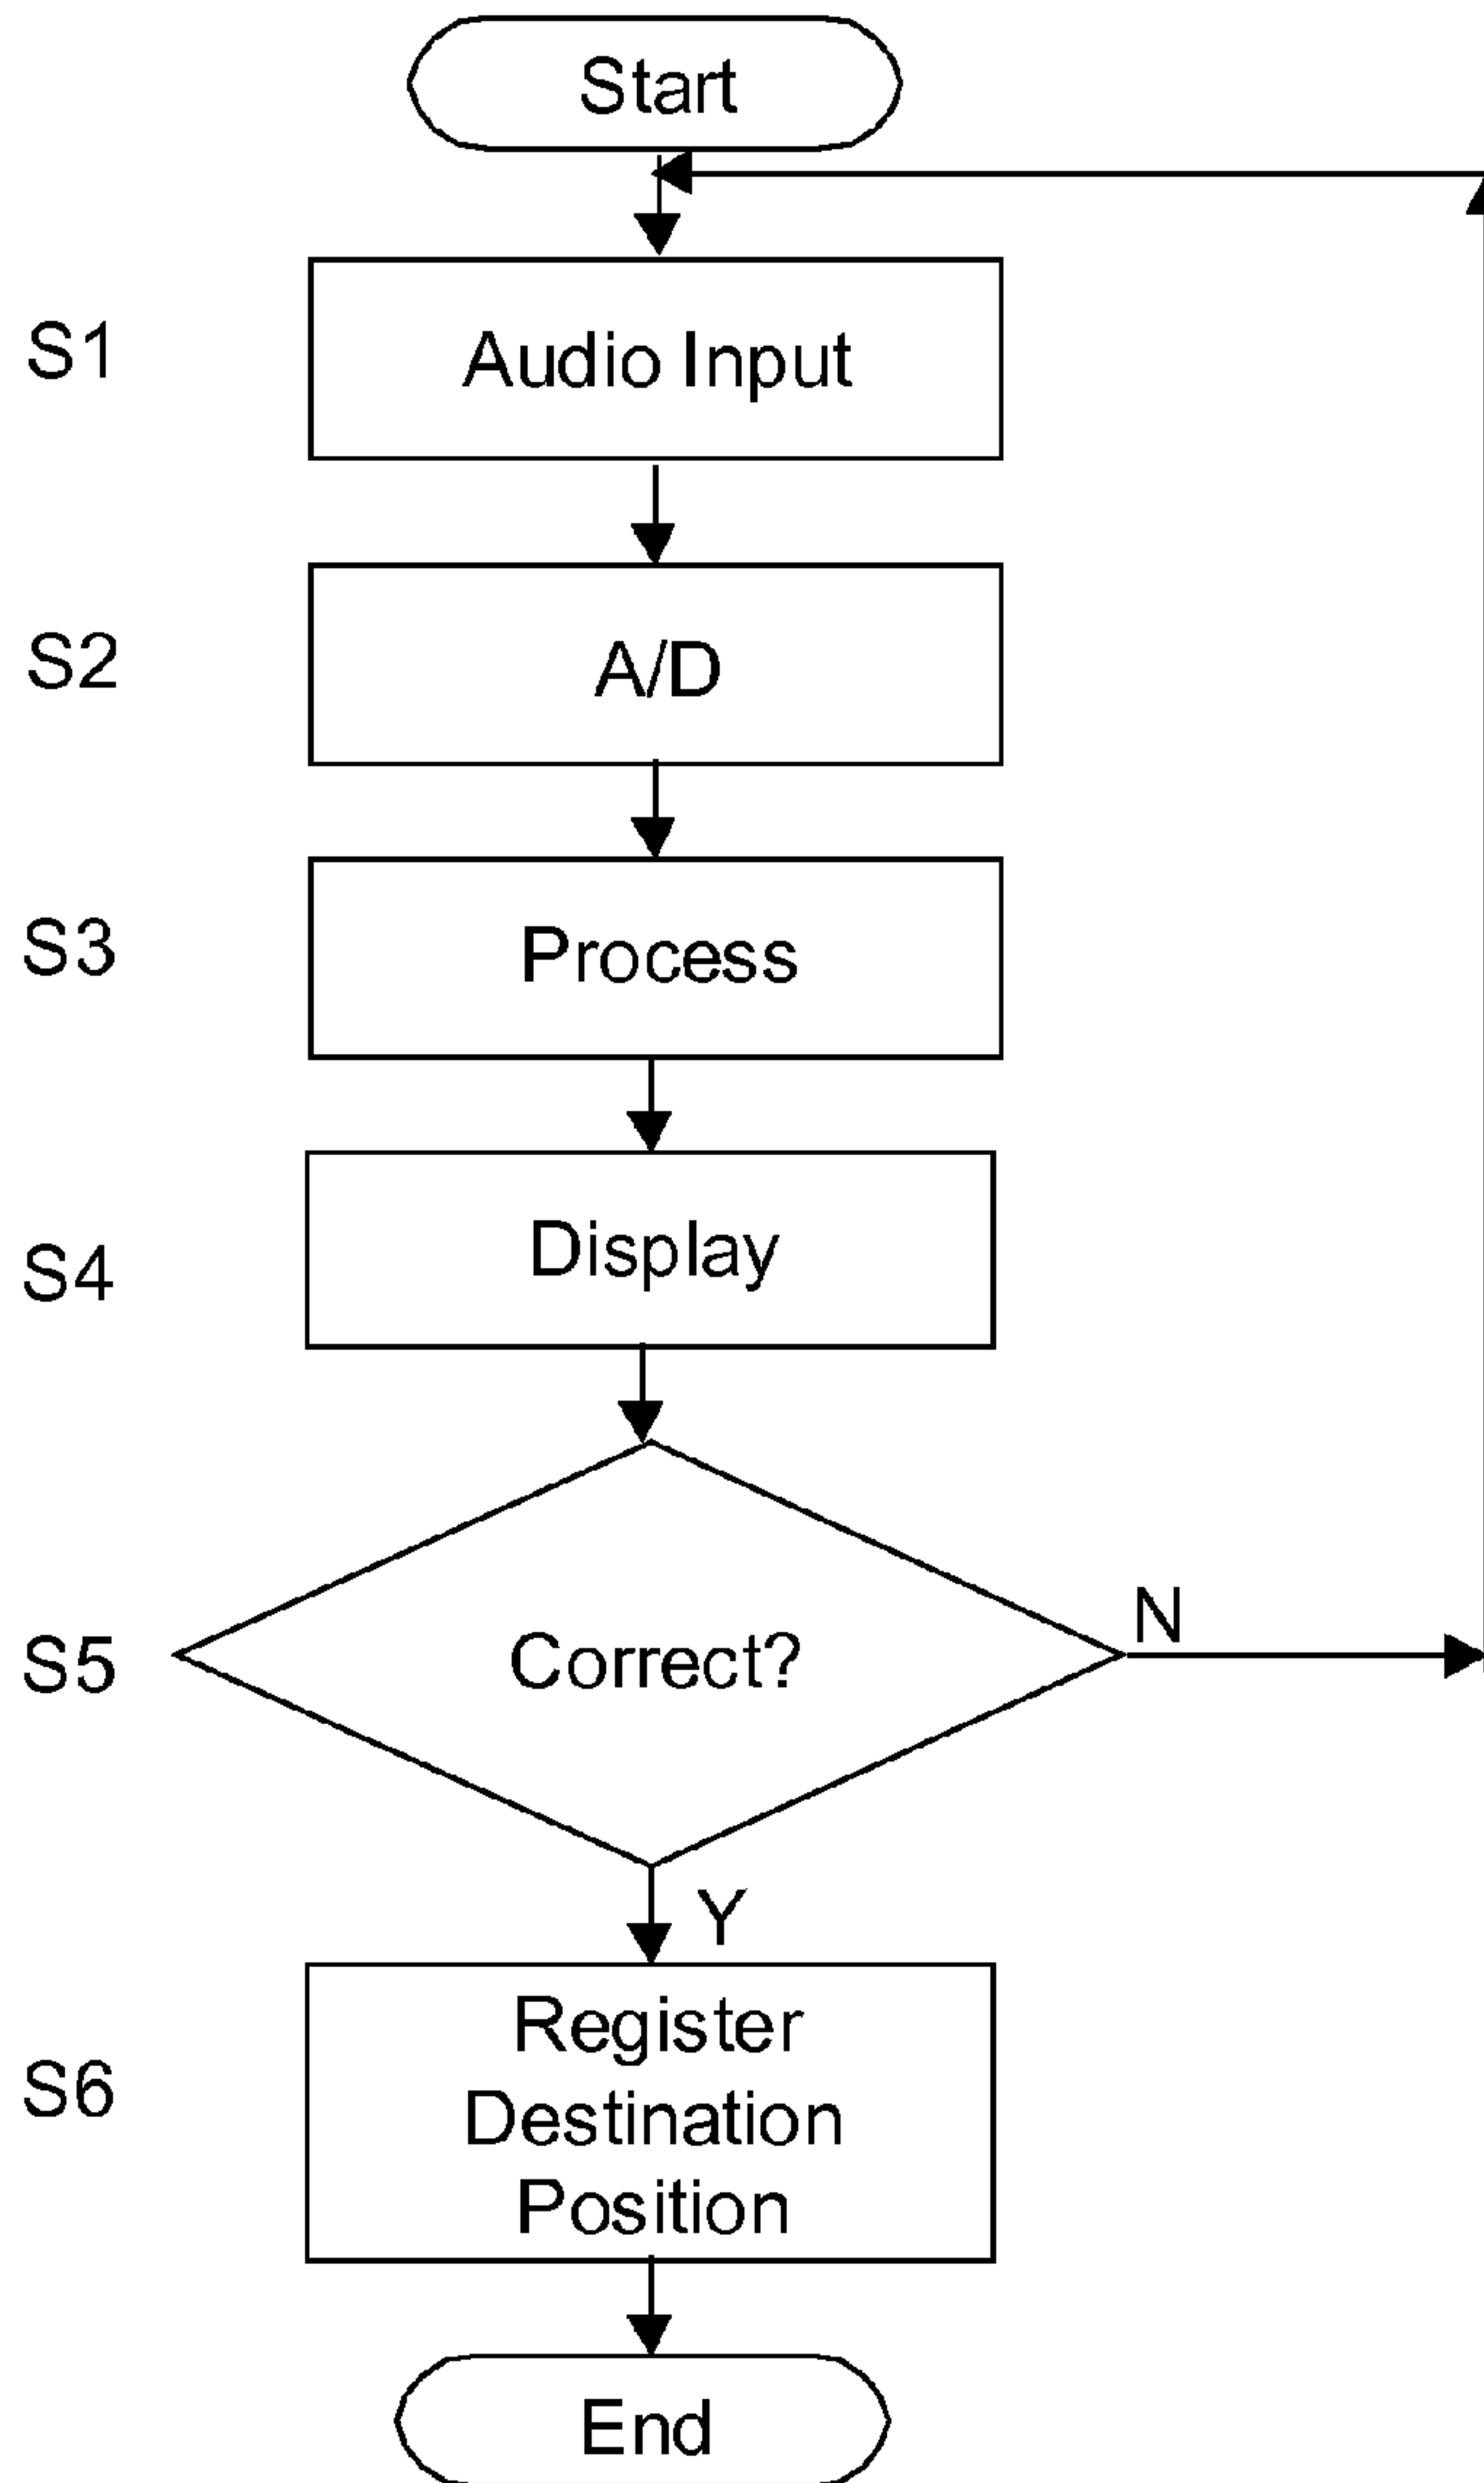 Start
S1
Audio Input
S2
A/D
S3
Process
S4
Display
S5
Correct?
N
Y
S6
Register
Destination
Position
End